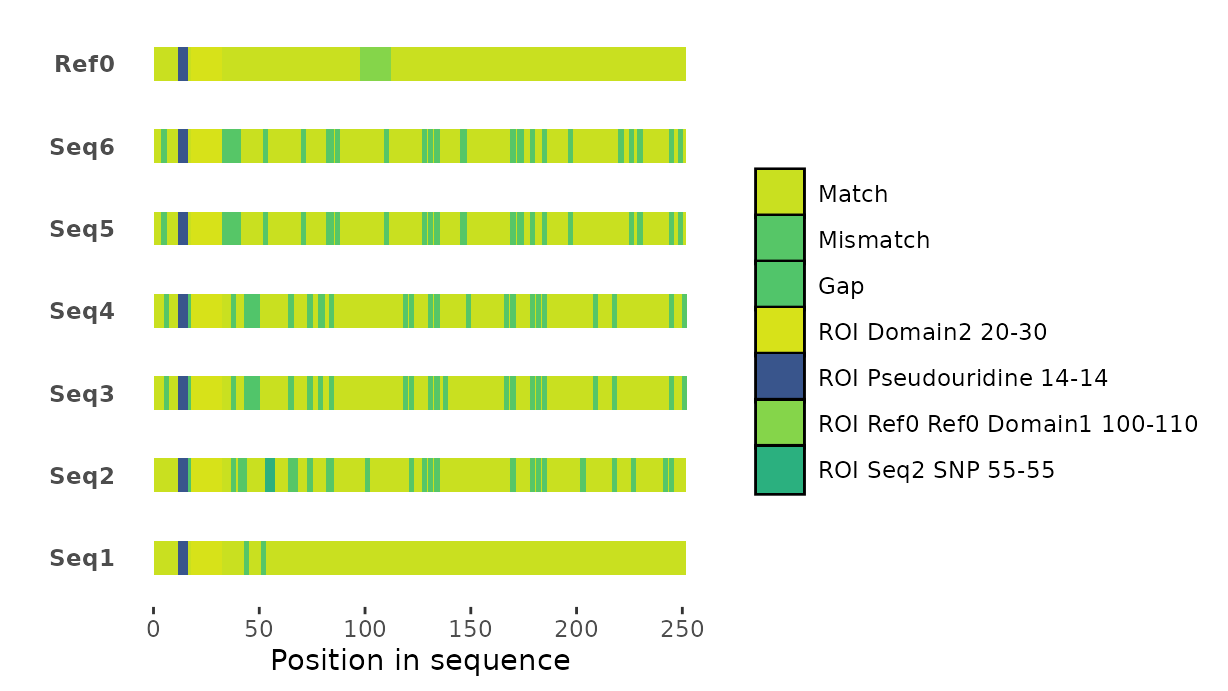 Ref0
Seq6
Seq5
Seq4
Seq3
Seq2
Seq1
0 50 100 150 200 250
Position in sequence
Match
Mismatch
Gap
ROI Domain2 20-30
ROI Pseudouridine 14-14
ROI Ref0 Ref0 Domain1 100-110
ROI Seq2 SNP 55-55